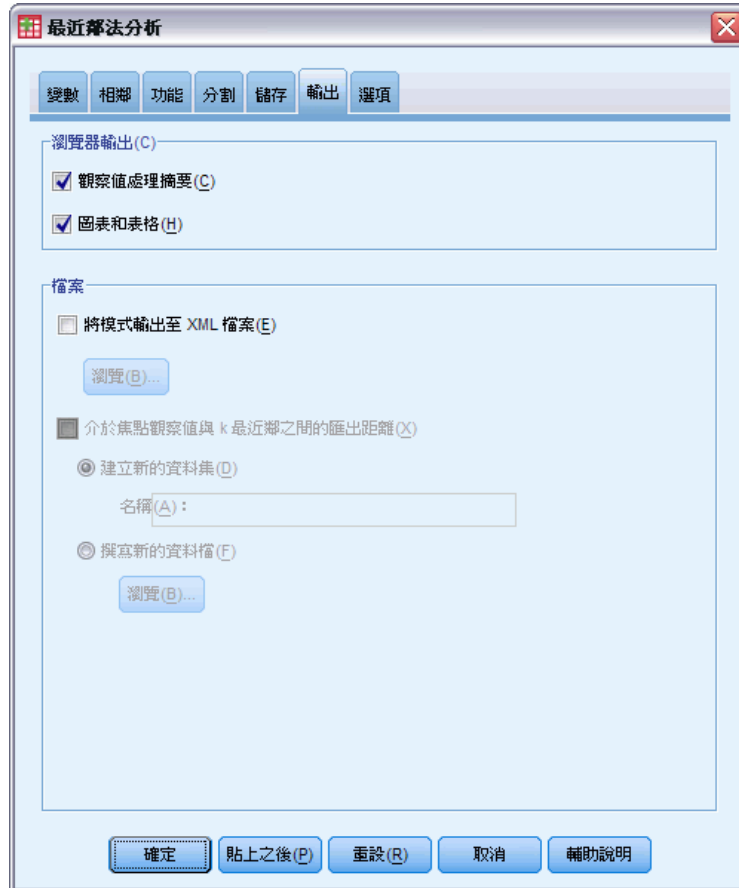 最近鄰法分析
變數 相鄰 功能 分割 儲存 輸出 選項
瀏覽器輸出(C)
觀察值處理摘要(C)
圖表和表格(H)
檔案
將模式輸出至 XML 檔案(E)
瀏覽(B)...
介於焦點觀察值與 k 最近鄰之間的匯出距離(X)
建立新的資料集(D)
名稱(A)：
撰寫新的資料檔(F)
瀏覽(B)...
確定 貼上之後(P) 重設(R) 取消 輔助說明